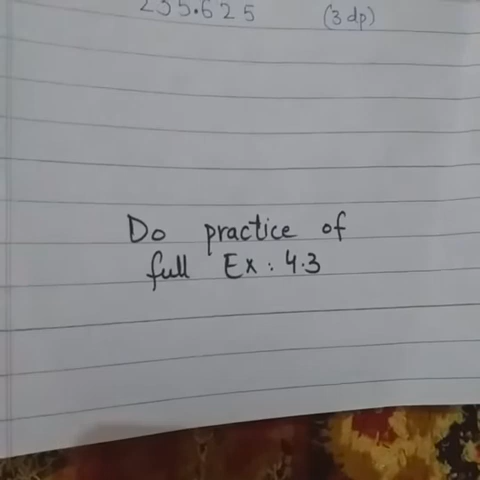 235.625 (3 dp)
Do practice of
full Ex: 4.3